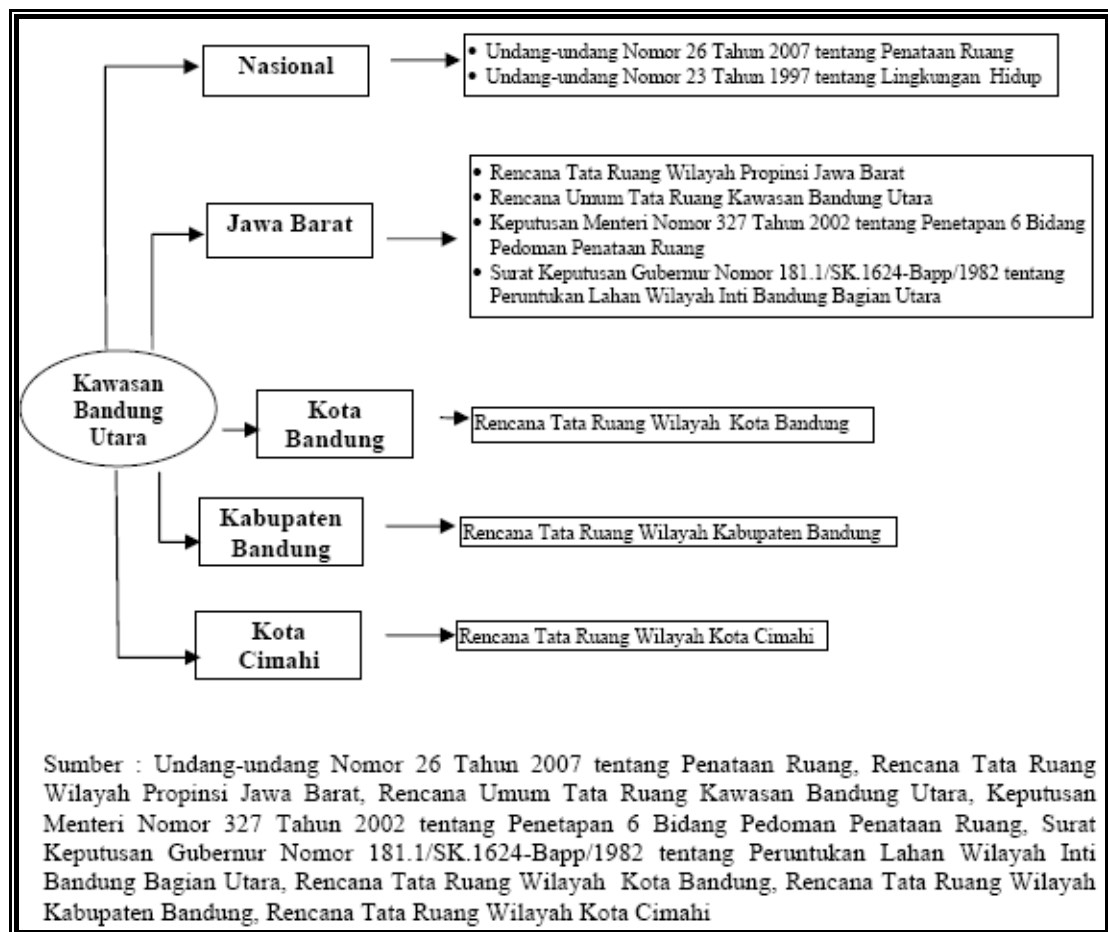 Nasional
• Undang-undang Nomor 26 Tahun 2007 tentang Penataan Ruang
• Undang-undang Nomor 23 Tahun 1997 tentang Lingkungan Hidup
Jawa Barat
• Rencana Tata Ruang Wilayah Propinsi Jawa Barat
• Rencana Umum Tata Ruang Kawasan Bandung Utara
• Keputusan Menteri Nomor 327 Tahun 2002 tentang Penetapan 6 Bidang
Pedoman Penataan Ruang
• Surat Keputusan Gubernur Nomor 181.1/SK.1624-Bapp/1982 tentang
Peruntukan Lahan Wilayah Inti Bandung Bagian Utara
Kawasan
Bandung
Utara
Kota
Bandung
Rencana Tata Ruang Wilayah Kota Bandung
Kabupaten
Bandung
Rencana Tata Ruang Wilayah Kabupaten Bandung
Kota
Cimahi
Rencana Tata Ruang Wilayah Kota Cimahi
Sumber : Undang-undang Nomor 26 Tahun 2007 tentang Penataan Ruang, Rencana Tata Ruang
Wilayah Propinsi Jawa Barat, Rencana Umum Tata Ruang Kawasan Bandung Utara, Keputusan
Menteri Nomor 327 Tahun 2002 tentang Penetapan 6 Bidang Pedoman Penataan Ruang, Surat
Keputusan Gubernur Nomor 181.1/SK.1624-Bapp/1982 tentang Peruntukan Lahan Wilayah Inti
Bandung Bagian Utara, Rencana Tata Ruang Wilayah Kota Bandung, Rencana Tata Ruang Wilayah
Kabupaten Bandung, Rencana Tata Ruang Wilayah Kota Cimahi